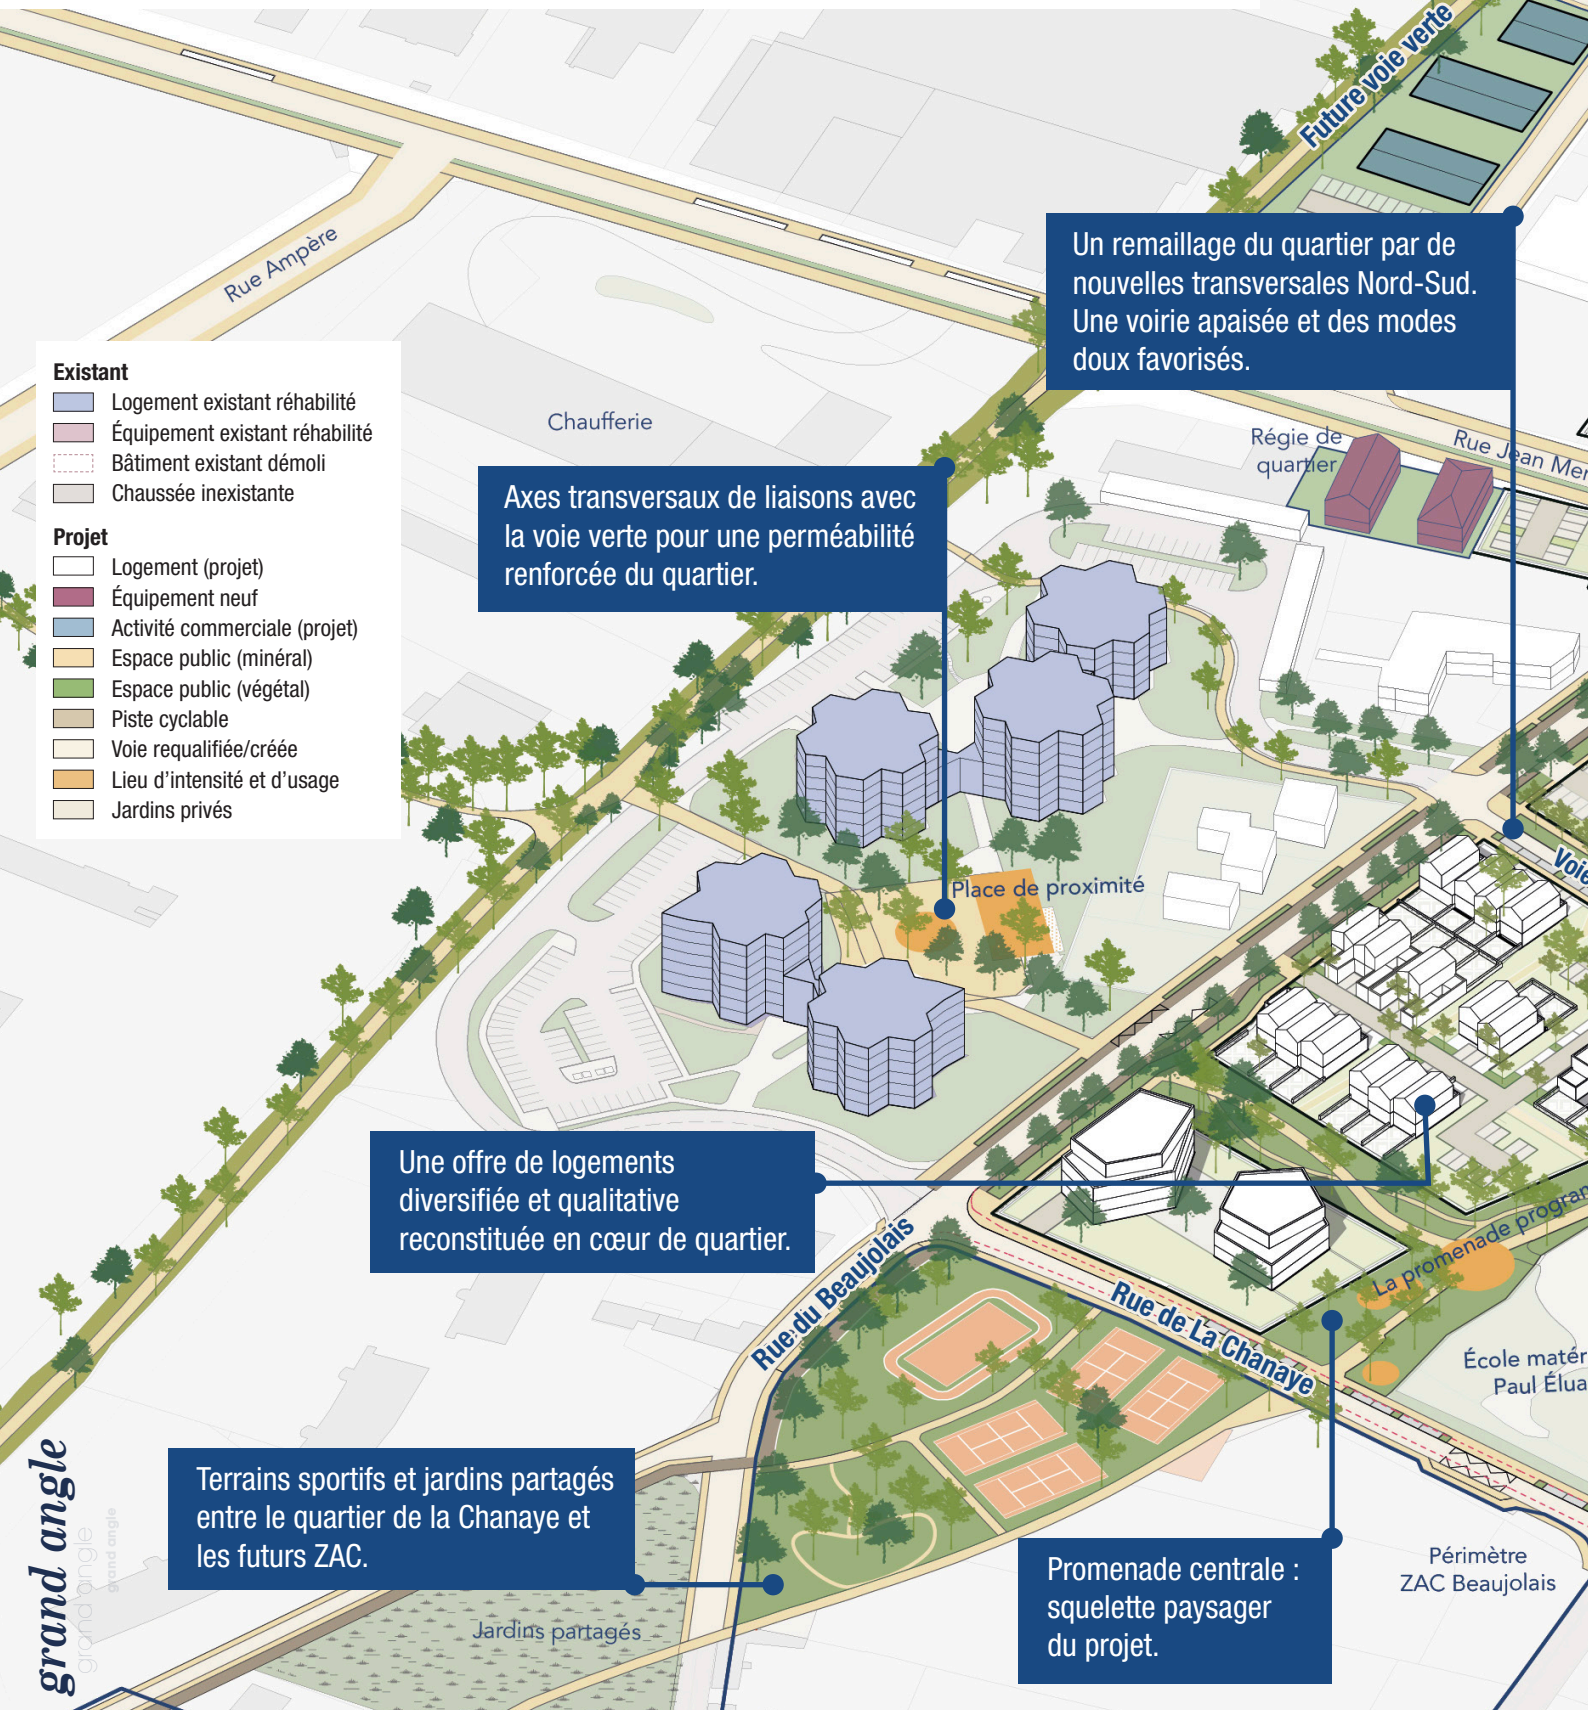 Future voie verte
Un remaillage du quartier par de
nouvelles transversales Nord-Sud.
Une voirie apaisée et des modes
doux favorisés.
Rue Ampère
Existant
Logement existant réhabilité
Équipement existant réhabilité
Bâtiment existant démoli
Chaussée inexistante
Projet
Logement (projet)
Équipement neuf
Activité commerciale (projet)
Espace public (minéral)
Espace public (végétal)
Piste cyclable
Voie requalifiée/créée
Lieu d'intensité et d'usage
Jardins privés
Chaufferie
Régie de
quartier
Rue Jean Mer
Axes transversaux de liaisons avec
la voie verte pour une perméabilité
renforcée du quartier.
Place de proximité
Voie
Une offre de logements
diversifiée et qualitative
reconstituée en cœur de quartier.
Rue du Beaujolais
Rue de La Chanaye
La promenade program
École matér
Paul Élua
Terrains sportifs et jardins partagés
entre le quartier de la Chanaye et
les futurs ZAC.
Jardins partagés
Promenade centrale :
squelette paysager
du projet.
Périmètre
ZAC Beaujolais
grand angle
grand angle
grand angle